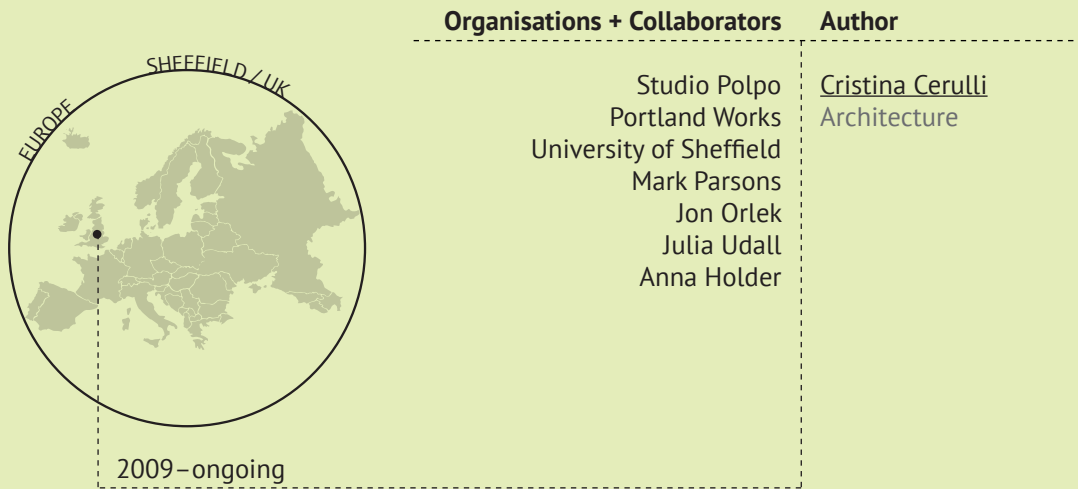 Organisations + Collaborators
Author
SHEFFIELD / UK
EUROPE
Studio Polpo
Portland Works
University of Sheffield
Mark Parsons
Jon Orlek
Julia Udall
Anna Holder
Cristina Cerulli
Architecture
2009–ongoing